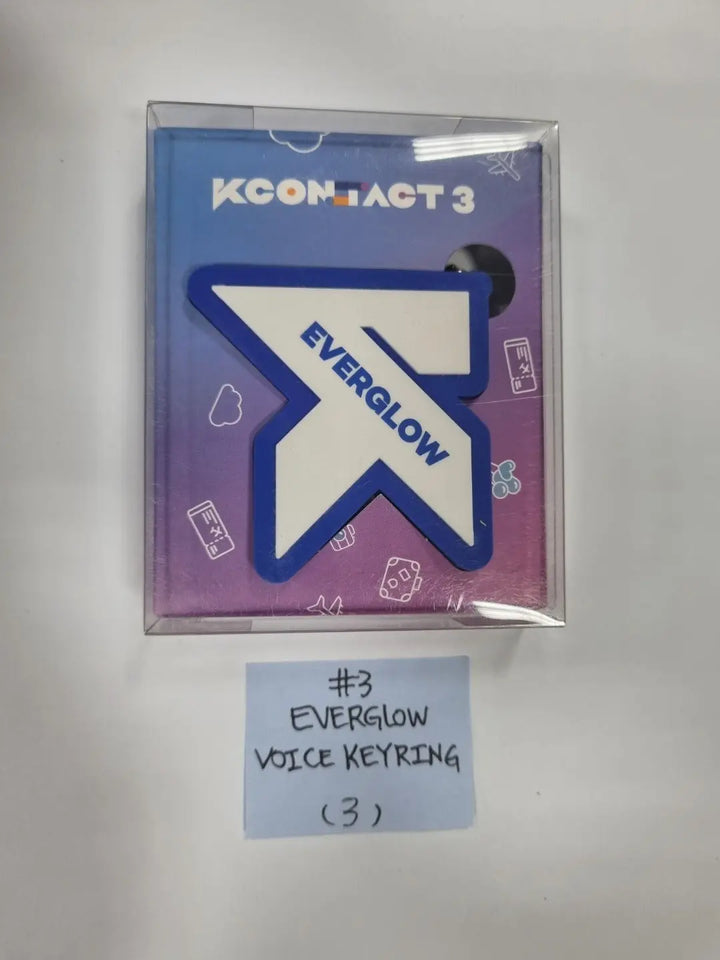 KCONTACT 3
EVERGLOW
#3
EVERGLOW
VOICE KEYRING
(3)